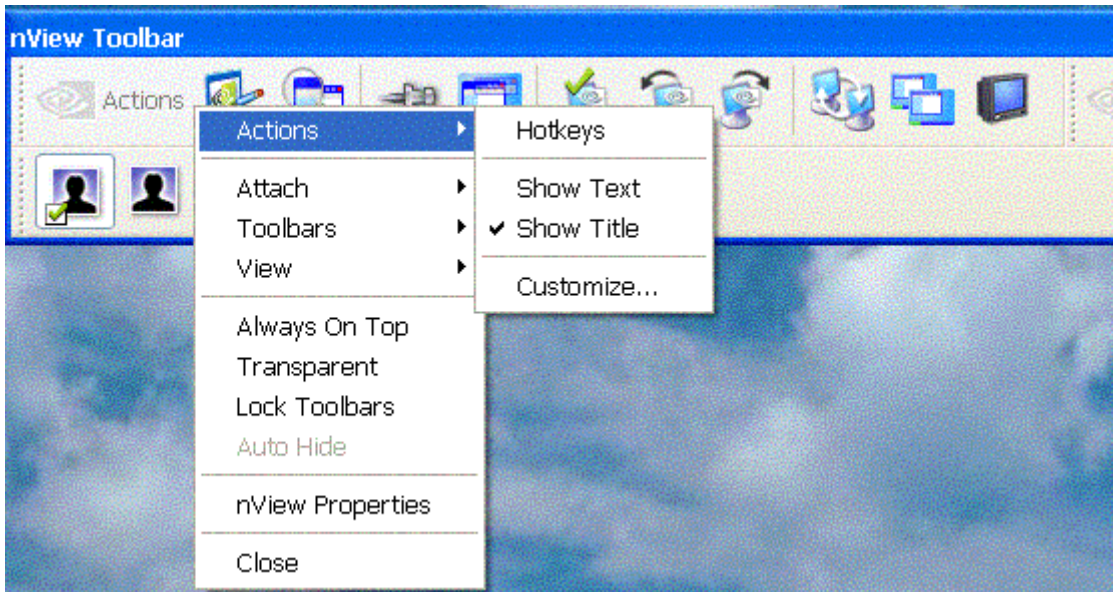 nView Toolbar
Actions
Actions
Attach
Toolbars
View
Always On Top
Transparent
Lock Toolbars
Auto Hide
nView Properties
Close
Hotkeys
Show Text
Show Title
Customize...